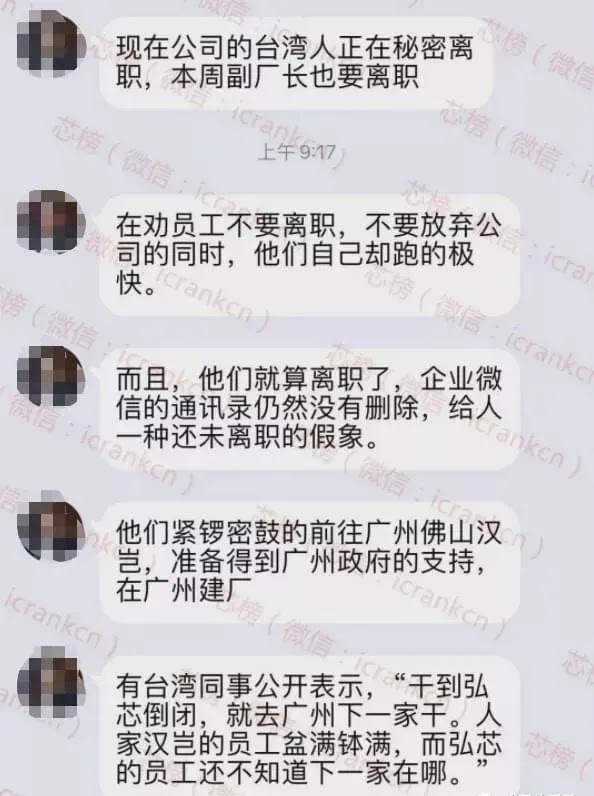 现在公司的台湾人正在秘密离
职，本周副厂长也要离职
上午 9:17
在劝员工不要离职，不要放弃公
司的同时，他们自己却跑的极
快。
而且，他们就算离职了，企业微
信的通讯录仍然没有删除，给人
一种还未离职的假象。
他们紧锣密鼓的前往广州佛山汉
岂，准备得到广州政府的支持，
在广州建厂
有台湾同事公开表示，“干到弘
芯倒闭，就去广州下一家干。人
家汉岂的员工盆满钵满，而弘芯
的员工还不知道下一家在哪。”
芯榜（微信：icrankcn）